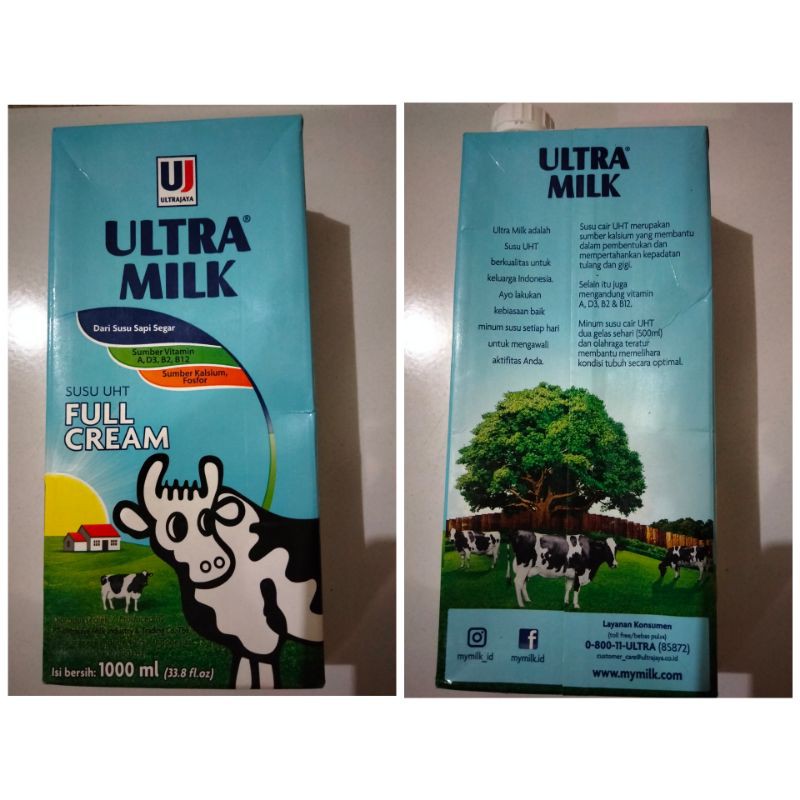 UJ
ULTRAJAYA
ULTRA®
MILK
Dari Susu Sapi Segar
Sumber Vitamin
A, D3, B2, B12
Sumber Kalsium,
Fosfor
SUSU UHT
FULL
CREAM
Milk Industry & Trading Co. Tbk
Isi bersih: 1000 ml (33.8 fl.oz)
ULTRA®
MILK
Ultra Milk adalah
Susu UHT
berkualitas untuk
keluarga Indonesia.
Ayo lakukan
kebiasaan baik
minum susu setiap hari
untuk mengawali
aktifitas Anda.
Susu cair UHT merupakan
sumber kalsium yang membantu
dalam pembentukan dan
mempertahankan kepadatan
tulang dan gigi.
Selain itu juga
mengandung vitamin
A, D3, B2 & B12.
Minum susu cair UHT
dua gelas sehari (500ml)
dan olahraga teratur
membantu memelihara
kondisi tubuh secara optimal.
mymilk_id
f
mymilk.id
Layanan Konsumen
(toll free/bebas pulsa)
0-800-11-ULTRA (85872)
customer_care@ultrajaya.co.id
www.mymilk.com